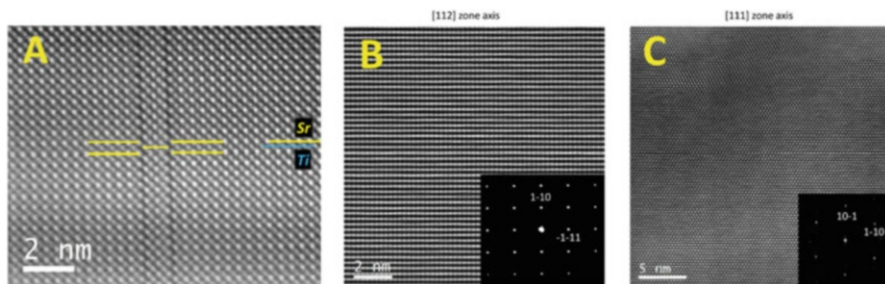 [112] zone axis
[111] zone axis
A
B
C
Sr
Ti
1-10
-1-11
10-1
1-10
2 nm
2 nm
5 nm